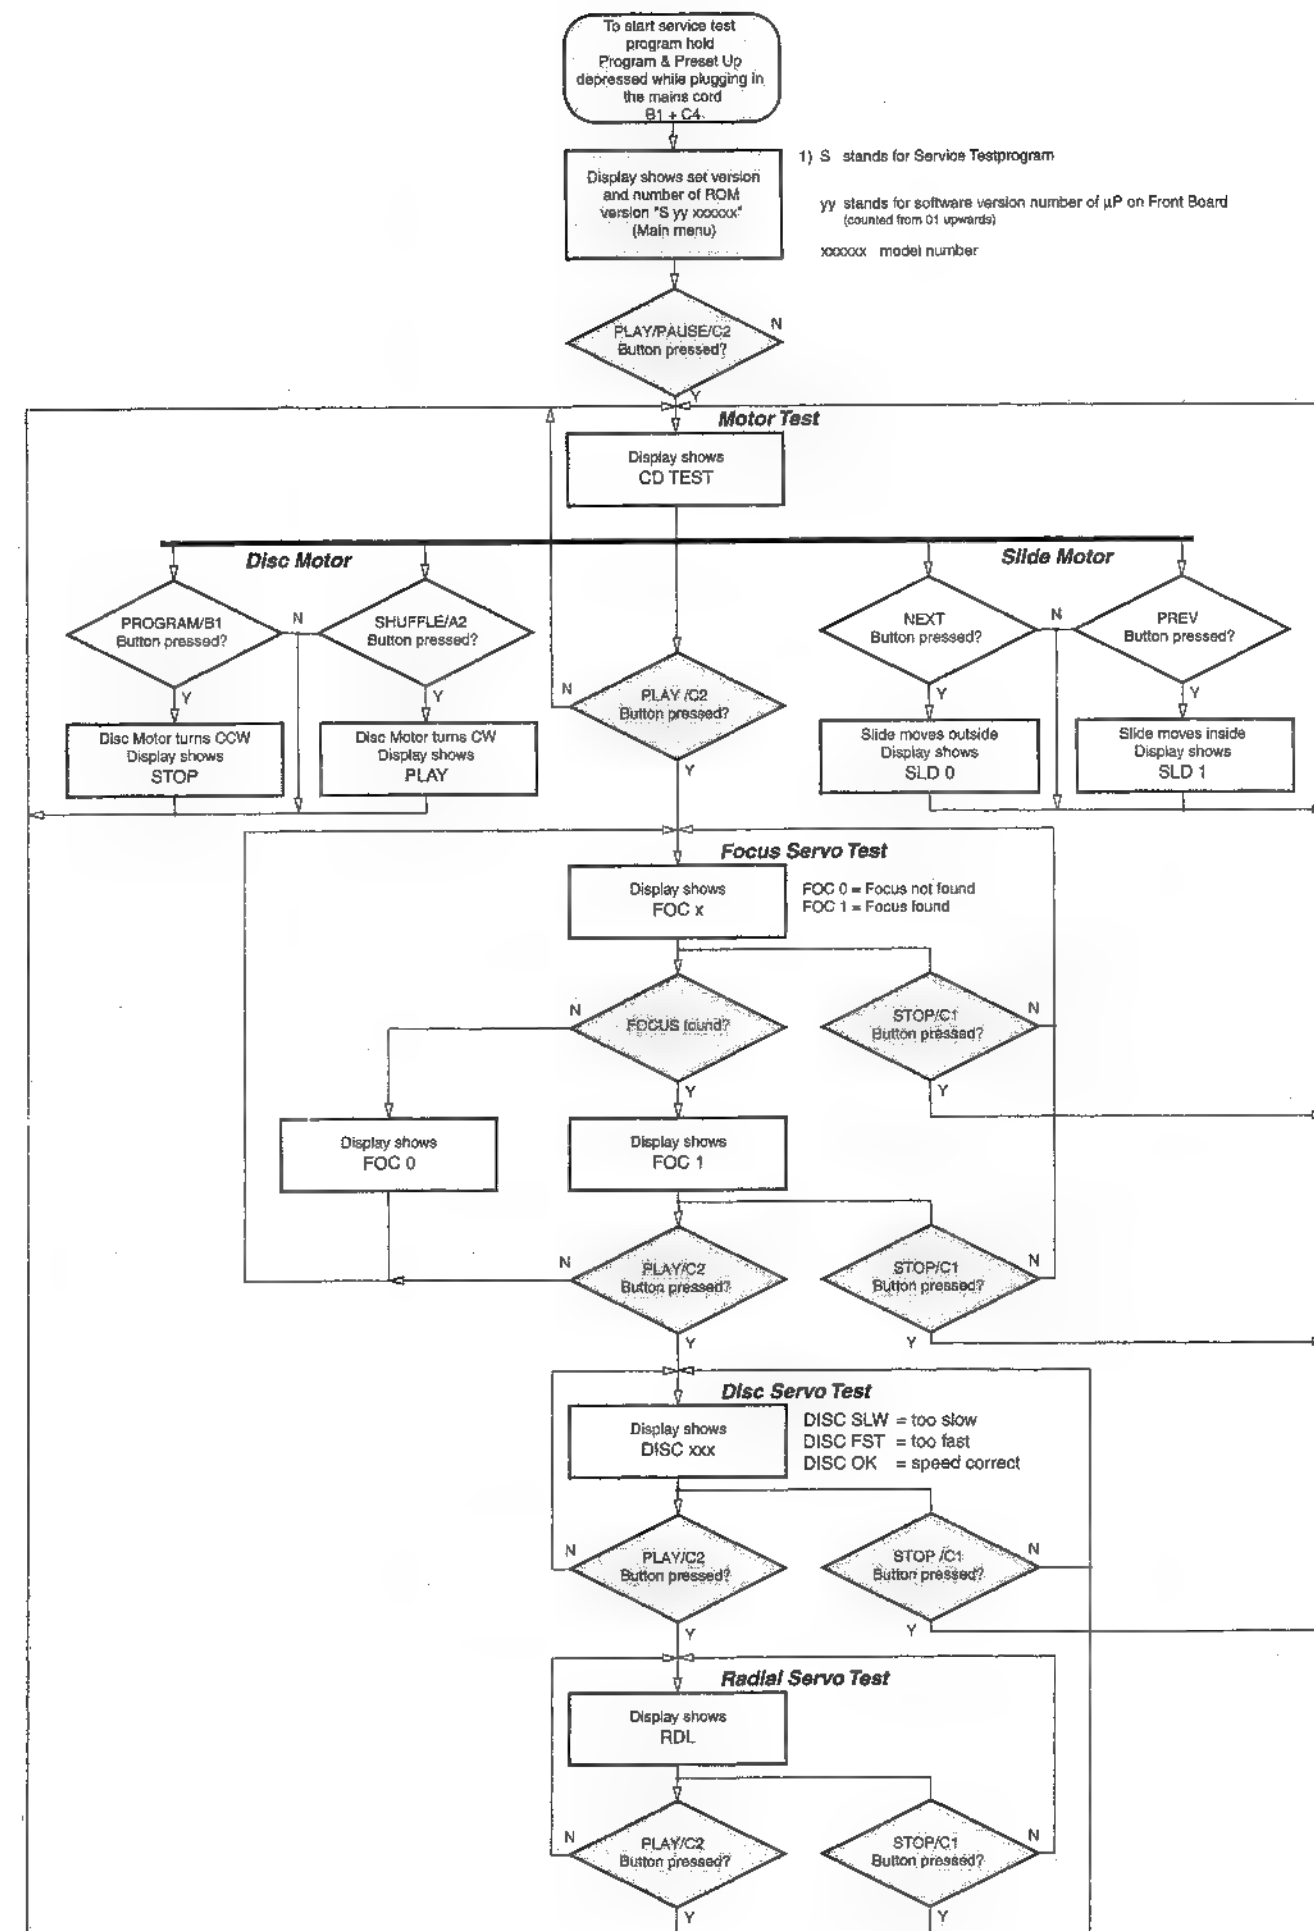 To start service test
program hold
Program & Preset Up
depressed while plugging in
the mains cord
B1 + C4
Display shows set version
and number of ROM
version "S yy xxxxxx"
(Main menu)
1) S stands for Service Testprogram
yy stands for software version number of µP on Front Board
(counted from 01 upwards)
xxxxxx model number
PLAY/PAUSE/C2
Button pressed?
N
Y
Motor Test
Display shows
CD TEST
Disc Motor
Slide Motor
PROGRAM/B1
Button pressed?
N
SHUFFLE/A2
Button pressed?
NEXT
Button pressed?
N
PREV
Button pressed?
Y
Y
Y
Y
N
PLAY /C2
Button pressed?
Y
Disc Motor turns CCW
Display shows
STOP
Disc Motor turns CW
Display shows
PLAY
Slide moves outside
Display shows
SLD 0
Slide moves inside
Display shows
SLD 1
Focus Servo Test
Display shows
FOC x
FOC 0 = Focus not found
FOC 1 = Focus found
N
FOCUS found?
Y
STOP/C1
Button pressed?
N
Y
Display shows
FOC 0
Display shows
FOC 1
N
PLAY/C2
Button pressed?
Y
STOP/C1
Button pressed?
N
Y
Disc Servo Test
Display shows
DISC xxx
DISC SLW = too slow
DISC FST = too fast
DISC OK = speed correct
N
PLAY/C2
Button pressed?
Y
STOP /C1
Button pressed?
N
Y
Radial Servo Test
Display shows
RDL
N
PLAY/C2
Button pressed?
Y
STOP/C1
Button pressed?
N
Y